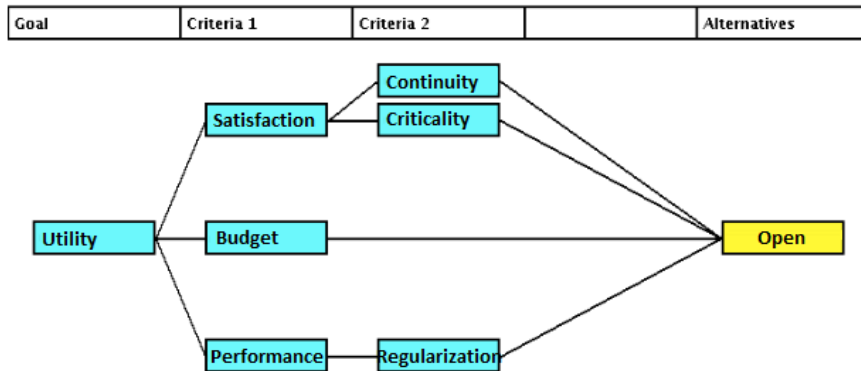 Goal Criteria 1 Criteria 2 Alternatives
Continuity
Satisfaction Criticality
Utility Budget Open
Performance Regularization